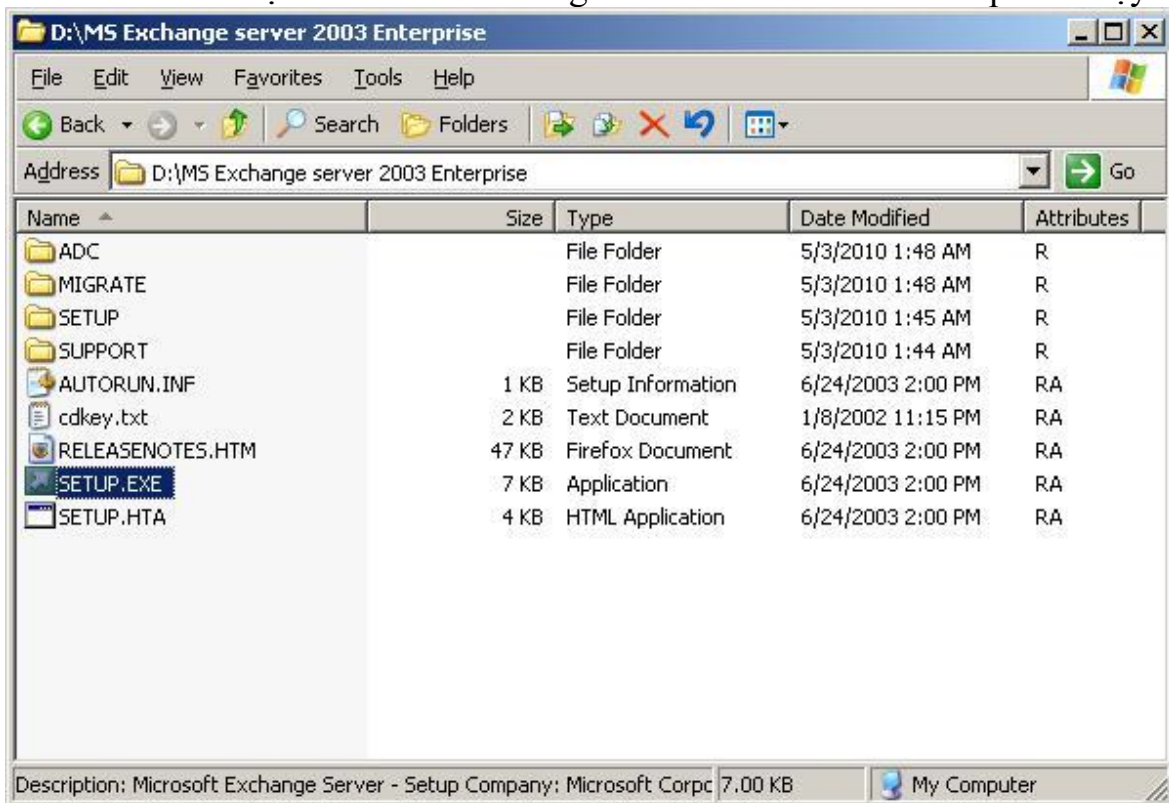 D:\MS Exchange server 2003 Enterprise
File Edit View Favorites Tools Help
Back Search Folders
Address D:\MS Exchange server 2003 Enterprise Go
Name Size Type Date Modified Attributes
ADC File Folder 5/3/2010 1:48 AM R
MIGRATE File Folder 5/3/2010 1:48 AM R
SETUP File Folder 5/3/2010 1:45 AM R
SUPPORT File Folder 5/3/2010 1:44 AM R
AUTORUN.INF 1 KB Setup Information 6/24/2003 2:00 PM RA
cdkey.txt 2 KB Text Document 1/8/2002 11:15 PM RA
RELEASENOTES.HTM 47 KB Firefox Document 6/24/2003 2:00 PM RA
SETUP.EXE 7 KB Application 6/24/2003 2:00 PM RA
SETUP.HTA 4 KB HTML Application 6/24/2003 2:00 PM RA
Description: Microsoft Exchange Server - Setup Company: Microsoft Corpc 7.00 KB My Computer